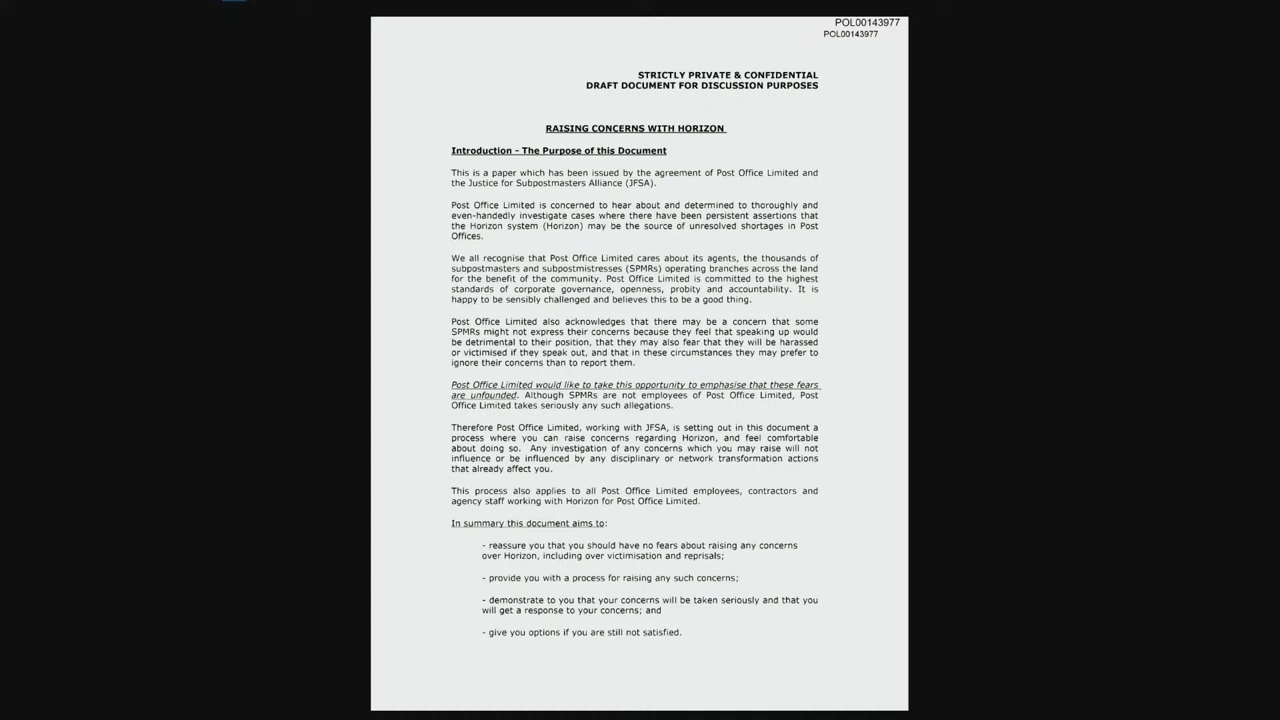 POL00143977
POL00143977
STRICTLY PRIVATE & CONFIDENTIAL
DRAFT DOCUMENT FOR DISCUSSION PURPOSES
RAISING CONCERNS WITH HORIZON
Introduction - The Purpose of this Document
This is a paper which has been issued by the agreement of Post Office Limited and
the Justice for Subpostmasters Alliance (JFSA).
Post Office Limited is concerned to hear about and determined to thoroughly and
even-handedly investigate cases where there have been persistent assertions that
the Horizon system (Horizon) may be the source of unresolved shortages in Post
Offices.
We all recognise that Post Office Limited cares about its agents, the thousands of
subpostmasters and subpostmistresses (SPMRs) operating branches across the land
for the benefit of the community. Post Office Limited is committed to the highest
standards of corporate governance, openness, probity and accountability. It is
happy to be sensibly challenged and believes this to be a good thing.
Post Office Limited also acknowledges that there may be a concern that some
SPMRs might not express their concerns because they feel that speaking up would
be detrimental to their position, that they may also fear that they will be harassed
or victimised if they speak out, and that in these circumstances they may prefer to
ignore their concerns than to report them.
Post Office Limited would like to take this opportunity to emphasise that these fears
are unfounded. Although SPMRs are not employees of Post Office Limited, Post
Office Limited takes seriously any such allegations.
Therefore Post Office Limited, working with JFSA, is setting out in this document a
process where you can raise concerns regarding Horizon, and feel comfortable
about doing so. Any investigation of any concerns which you may raise will not
influence or be influenced by any disciplinary or network transformation actions
that already affect you.
This process also applies to all Post Office Limited employees, contractors and
agency staff working with Horizon for Post Office Limited.
In summary this document aims to:
- reassure you that you should have no fears about raising any concerns
over Horizon, including over victimisation and reprisals;
- provide you with a process for raising any such concerns;
- demonstrate to you that your concerns will be taken seriously and that you
will get a response to your concerns; and
- give you options if you are still not satisfied.